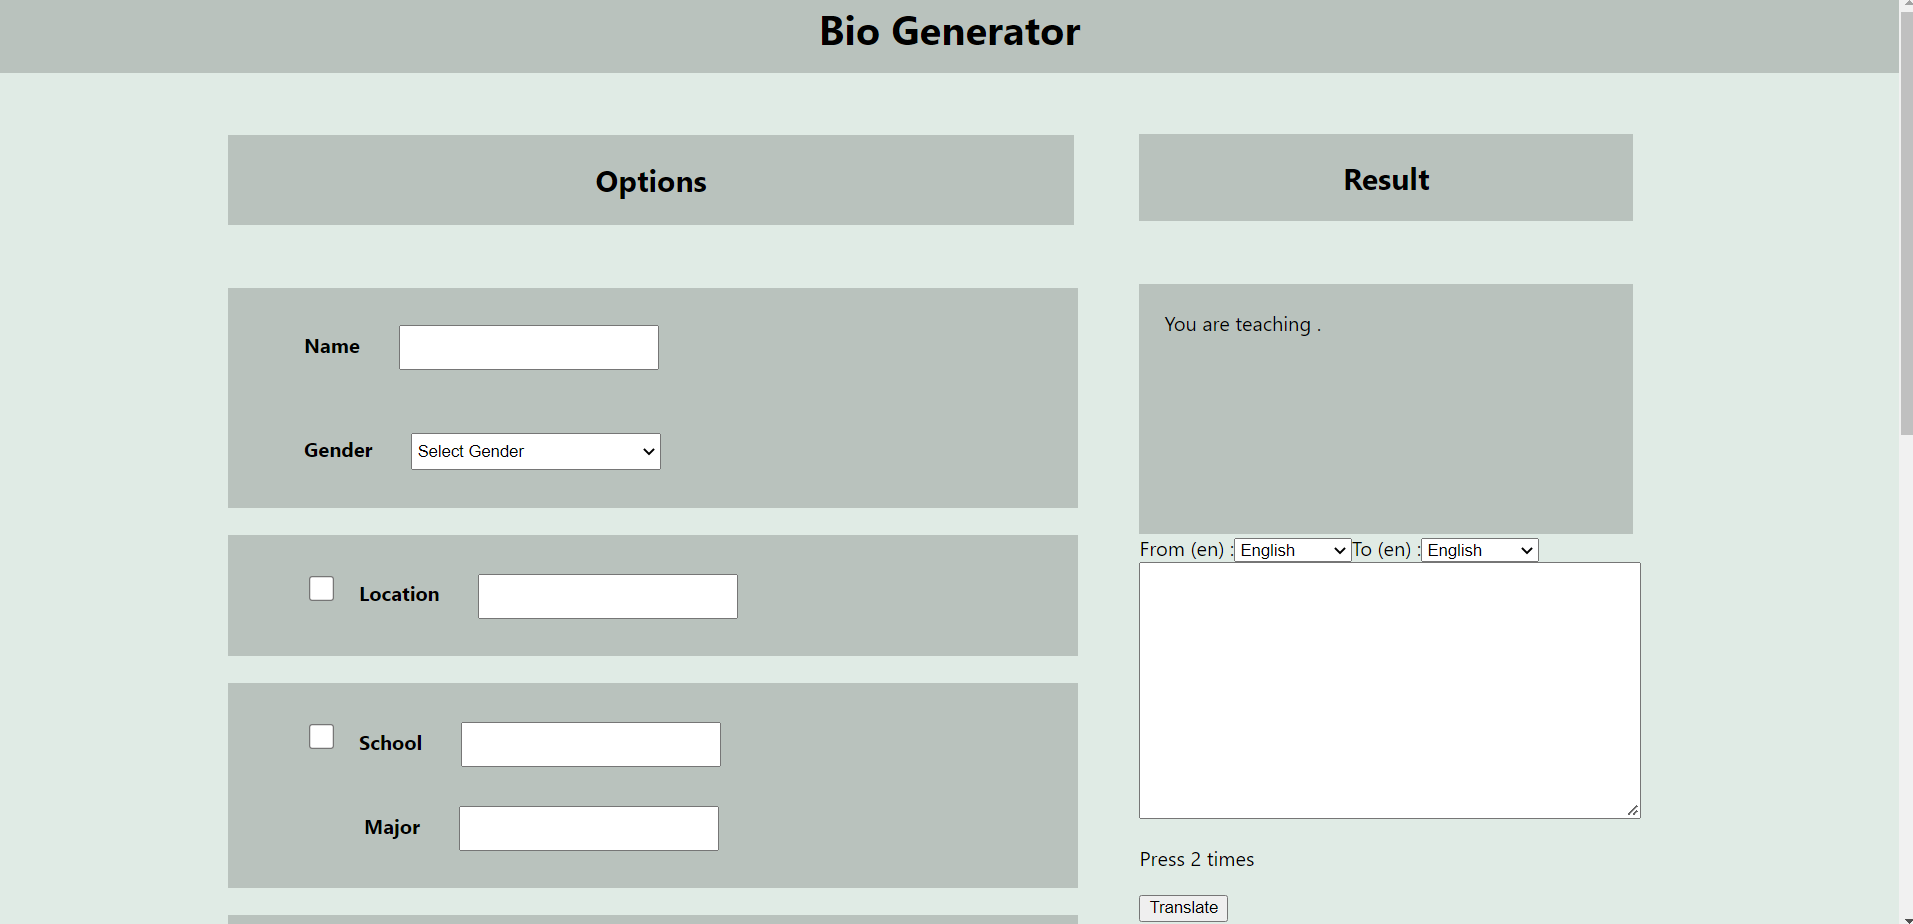 Bio Generator
Options
Name
Gender Select Gender
Location
School
Major
Result
You are teaching .
From (en) : English To (en) : English
Press 2 times
Translate